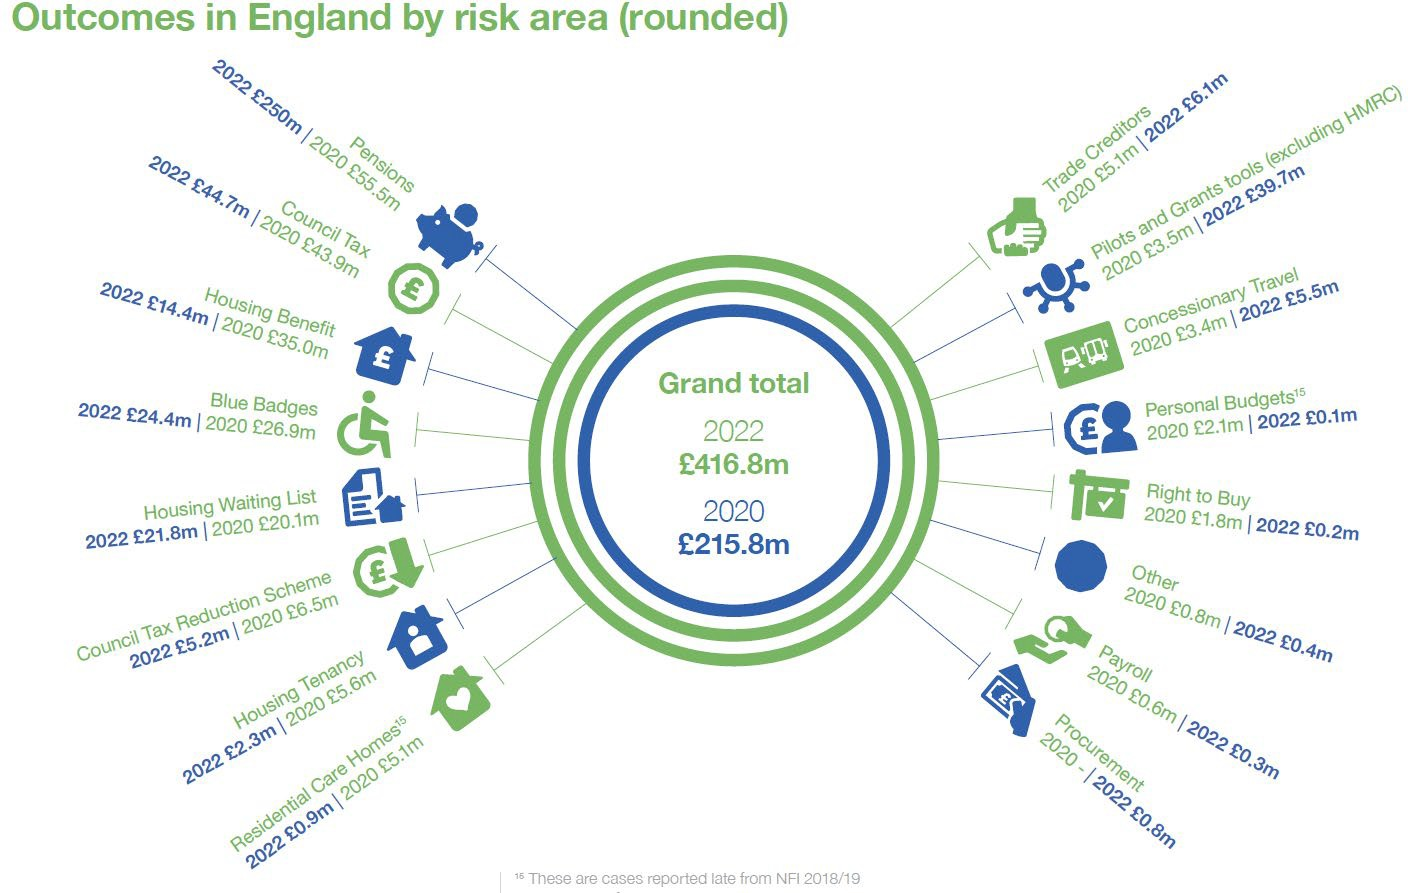 Outcomes in England by risk area (rounded)
Pensions
2022 £250m | 2020 £55.5m
Council Tax
2022 £44.7m | 2020 £43.9m
Housing Benefit
2022 £14.4m | 2020 £35.0m
Blue Badges
2022 £24.4m | 2020 £26.9m
Housing Waiting List
2022 £21.8m | 2020 £20.1m
Council Tax Reduction Scheme
2022 £5.2m | 2020 £6.5m
Housing Tenancy
2022 £2.3m | 2020 £5.6m
Residential Care Homes¹⁵
2022 £0.9m | 2020 £5.1m
Grand total
2022
£416.8m
2020
£215.8m
Trade Creditors
2020 £5.1m | 2022 £6.1m
Pilots and Grants tools (excluding HMRC)
2020 £3.5m | 2022 £39.7m
Concessionary Travel
2020 £3.4m | 2022 £5.5m
Personal Budgets¹⁵
2020 £2.1m | 2022 £0.1m
Right to Buy
2020 £1.8m | 2022 £0.2m
Other
2020 £0.8m | 2022 £0.4m
Payroll
2020 £0.6m | 2022 £0.3m
Procurement
2020 - | 2022 £0.8m
¹⁵ These are cases reported late from NFI 2018/19